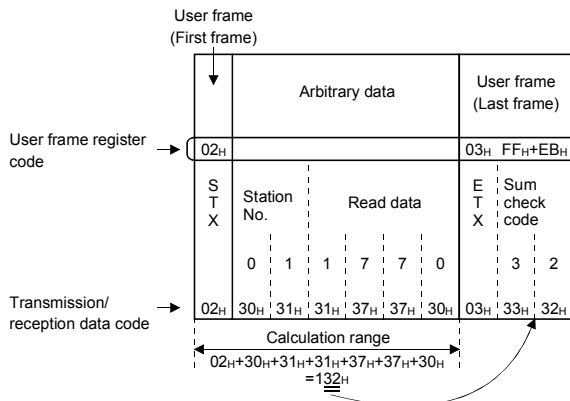 User frame
(First frame)
Arbitrary data
User frame
(Last frame)
User frame register
code
02H
03H FFH+EBH
S
T
X
Station
No.
Read data
E
T
X
Sum
check
code
0 1 1 7 7 0 3 2
Transmission/
reception data code
02H 30H 31H 31H 37H 37H 30H 03H 33H 32H
Calculation range
02H+30H+31H+31H+37H+37H+30H
=132H